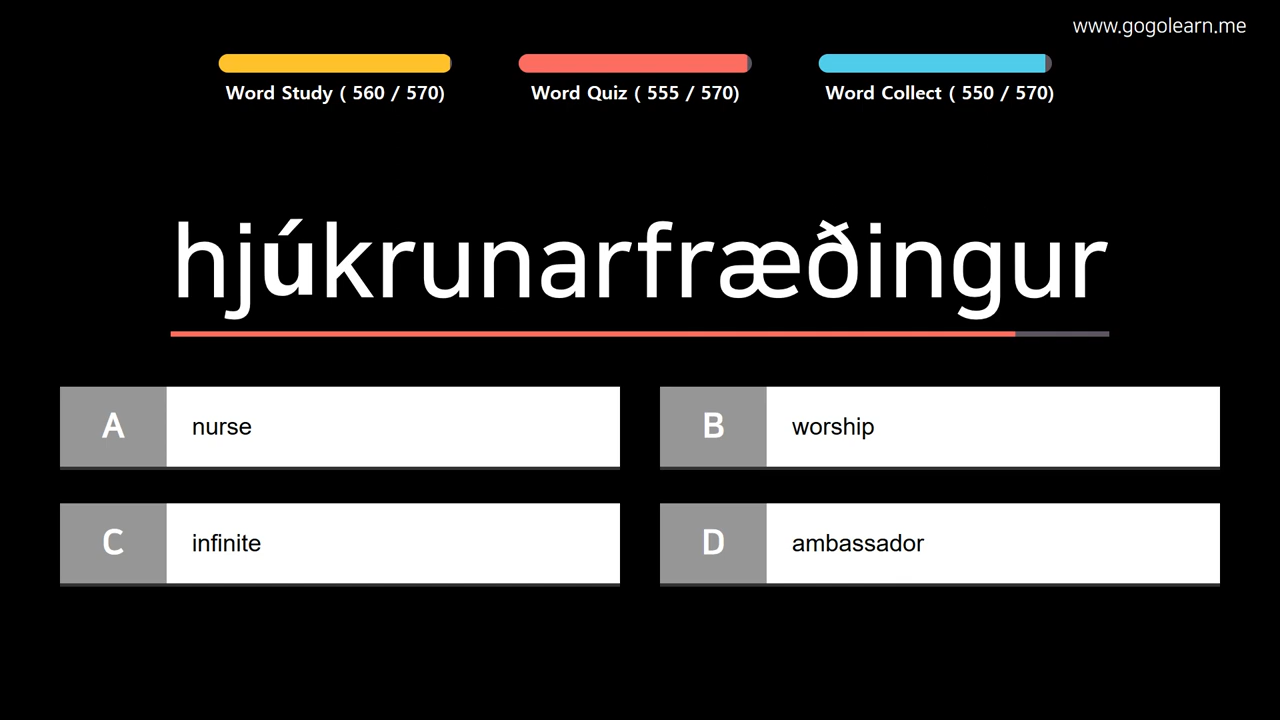 www.gogolearn.me
Word Study ( 560 / 570)
Word Quiz ( 555 / 570)
Word Collect ( 550 / 570)
hjúkrunarfræðingur
A nurse
B worship
C infinite
D ambassador